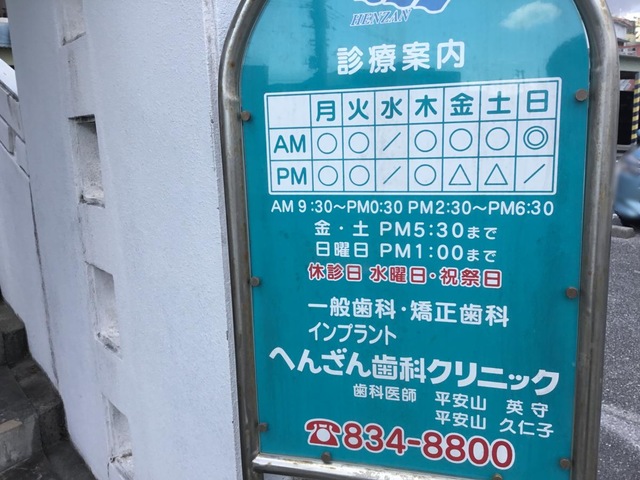 HENZAN
診療案内
月 火 水 木 金 土 日
AM ○ ○ / ○ ○ ○ ◎
PM ○ ○ / ○ △ △ /
AM 9:30~PM0:30 PM2:30~PM6:30
金・土 PM5:30まで
日曜日 PM1:00まで
休診日 水曜日・祝祭日
一般歯科・矯正歯科
インプラント
へんざん歯科クリニック
歯科医師 平安山 英守
平安山 久仁子
☎834-8800